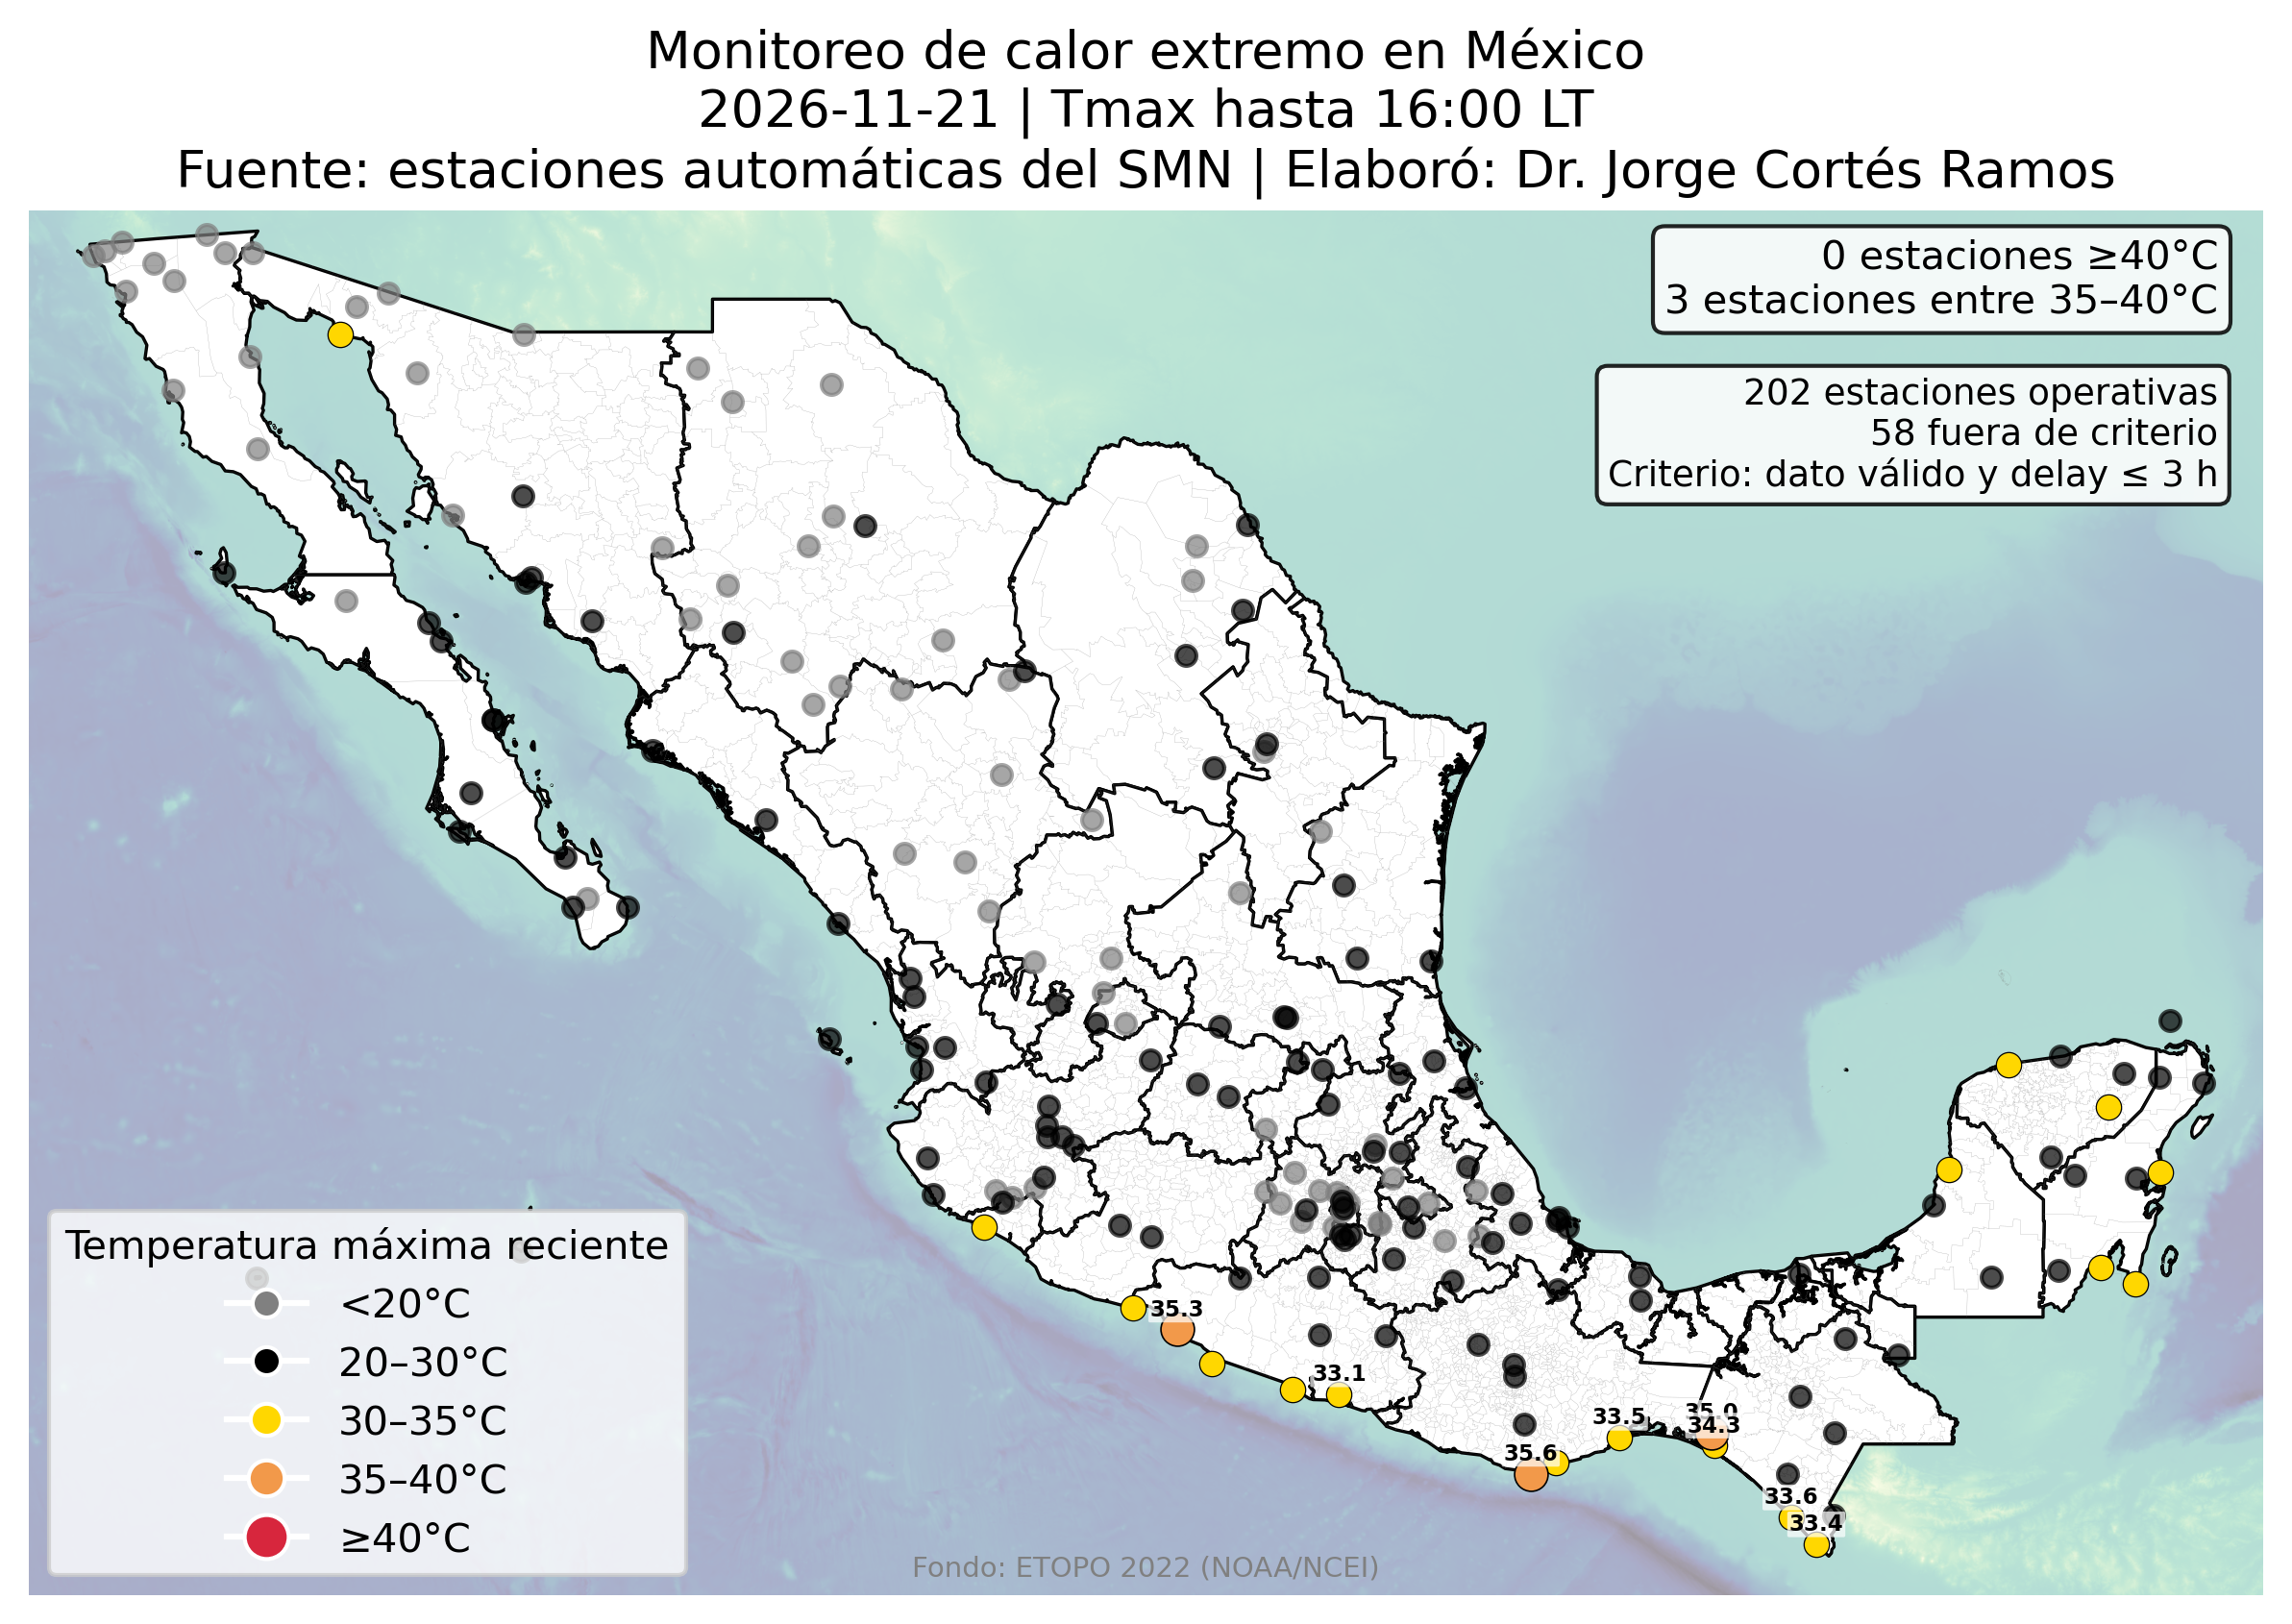 Monitoreo de calor extremo en México
2026-11-21 | Tmax hasta 16:00 LT
Fuente: estaciones automáticas del SMN | Elaboró: Dr. Jorge Cortés Ramos
0 estaciones ≥40°C
3 estaciones entre 35–40°C
202 estaciones operativas
58 fuera de criterio
Criterio: dato válido y delay ≤ 3 h
35.3
33.1
33.5
35.0
34.3
35.6
33.6
33.4
Temperatura máxima reciente
<20°C
20–30°C
30–35°C
35–40°C
≥40°C
Fondo: ETOPO 2022 (NOAA/NCEI)